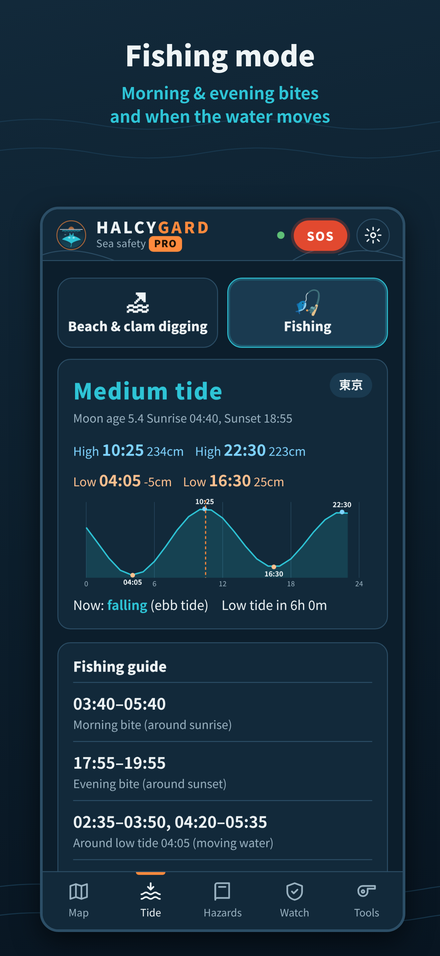 Fishing mode
Morning & evening bites
and when the water moves
HALCYGARD
Sea safety PRO
SOS
Beach & clam digging
Fishing
Medium tide
東京
Moon age 5.4 Sunrise 04:40, Sunset 18:55
High 10:25 234cm High 22:30 223cm
Low 04:05 -5cm Low 16:30 25cm
10:25
22:30
04:05
16:30
0 6 12 18 24
Now: falling (ebb tide) Low tide in 6h 0m
Fishing guide
03:40–05:40
Morning bite (around sunrise)
17:55–19:55
Evening bite (around sunset)
02:35–03:50, 04:20–05:35
Around low tide 04:05 (moving water)
Map
Tide
Hazards
Watch
Tools